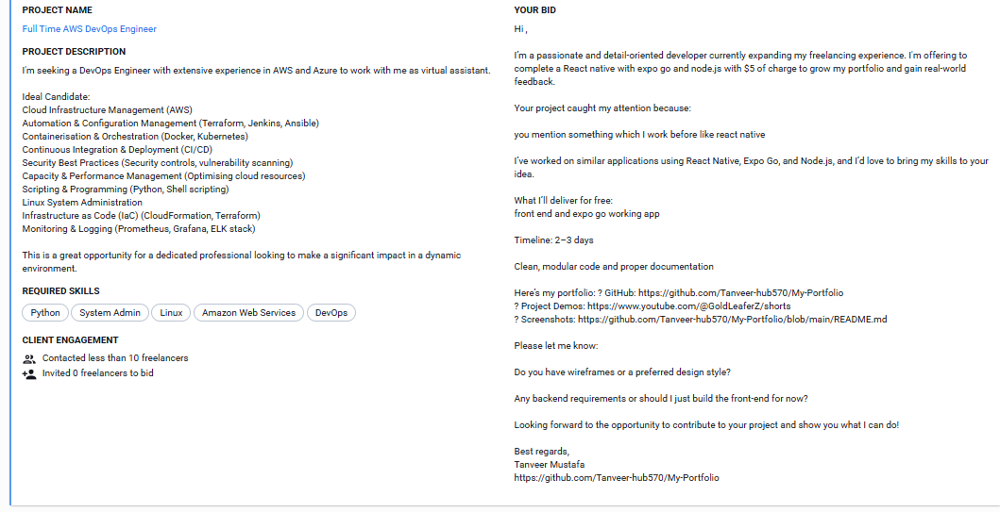 PROJECT NAME
Full Time AWS DevOps Engineer
PROJECT DESCRIPTION
I'm seeking a DevOps Engineer with extensive experience in AWS and Azure to work with me as virtual assistant.
Ideal Candidate:
Cloud Infrastructure Management (AWS)
Automation & Configuration Management (Terraform, Jenkins, Ansible)
Containerisation & Orchestration (Docker, Kubernetes)
Continuous Integration & Deployment (CI/CD)
Security Best Practices (Security controls, vulnerability scanning)
Capacity & Performance Management (Optimising cloud resources)
Scripting & Programming (Python, Shell scripting)
Linux System Administration
Infrastructure as Code (IaC) (CloudFormation, Terraform)
Monitoring & Logging (Prometheus, Grafana, ELK stack)
This is a great opportunity for a dedicated professional looking to make a significant impact in a dynamic
environment.
REQUIRED SKILLS
Python
System Admin
Linux
Amazon Web Services
DevOps
CLIENT ENGAGEMENT
Contacted less than 10 freelancers
Invited 0 freelancers to bid
YOUR BID
Hi ,
I'm a passionate and detail-oriented developer currently expanding my freelancing experience. I'm offering to
complete a React native with expo go and node.js with $5 of charge to grow my portfolio and gain real-world
feedback.
Your project caught my attention because:
you mention something which I work before like react native
I've worked on similar applications using React Native, Expo Go, and Node.js, and I'd love to bring my skills to your
idea.
What I'll deliver for free:
front end and expo go working app
Timeline: 2–3 days
Clean, modular code and proper documentation
Here's my portfolio: ? GitHub: https://github.com/Tanveer-hub570/My-Portfolio
? Project Demos: https://www.youtube.com/@GoldLeaferZ/shorts
? Screenshots: https://github.com/Tanveer-hub570/My-Portfolio/blob/main/README.md
Please let me know:
Do you have wireframes or a preferred design style?
Any backend requirements or should I just build the front-end for now?
Looking forward to the opportunity to contribute to your project and show you what I can do!
Best regards,
Tanveer Mustafa
https://github.com/Tanveer-hub570/My-Portfolio